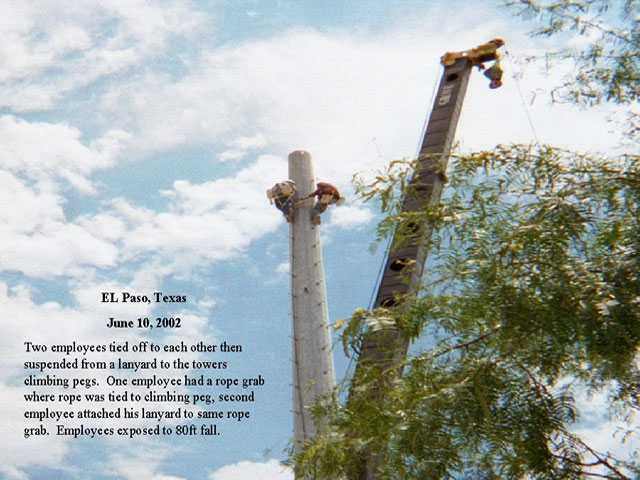 EL Paso, Texas
June 10, 2002
Two employees tied off to each other then
suspended from a lanyard to the towers
climbing pegs.  One employee had a rope grab
where rope was tied to climbing peg, second
employee attached his lanyard to same rope
grab.  Employees exposed to 80ft fall.